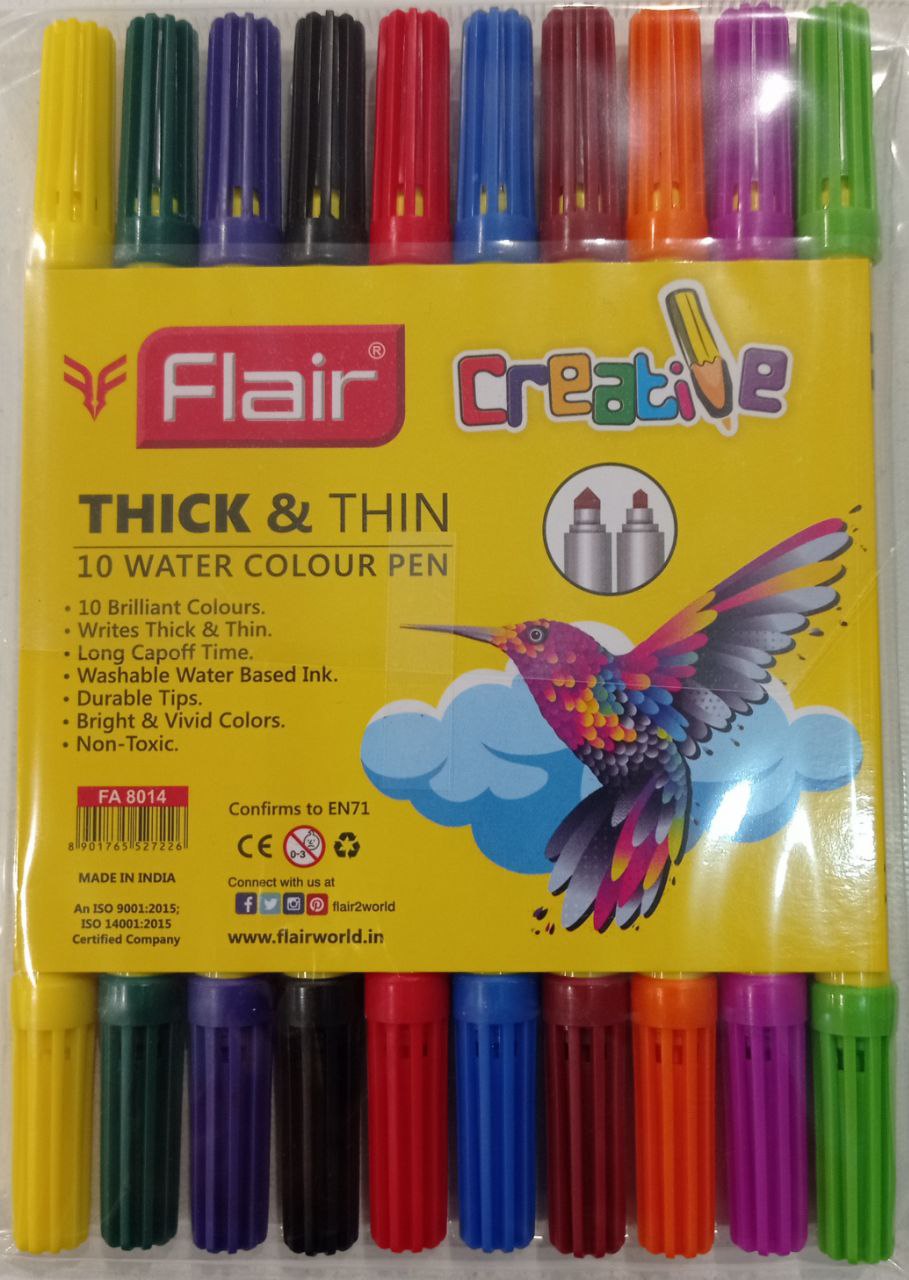 Flair®
Creative
THICK & THIN
10 WATER COLOUR PEN
• 10 Brilliant Colours.
• Writes Thick & Thin.
• Long Capoff Time.
• Washable Water Based Ink.
• Durable Tips.
• Bright & Vivid Colors.
• Non-Toxic.
FA 8014
8 901765 527226
MADE IN INDIA
An ISO 9001:2015;
ISO 14001:2015
Certified Company
Confirms to EN71
CE
0-3
Connect with us at
flair2world
www.flairworld.in